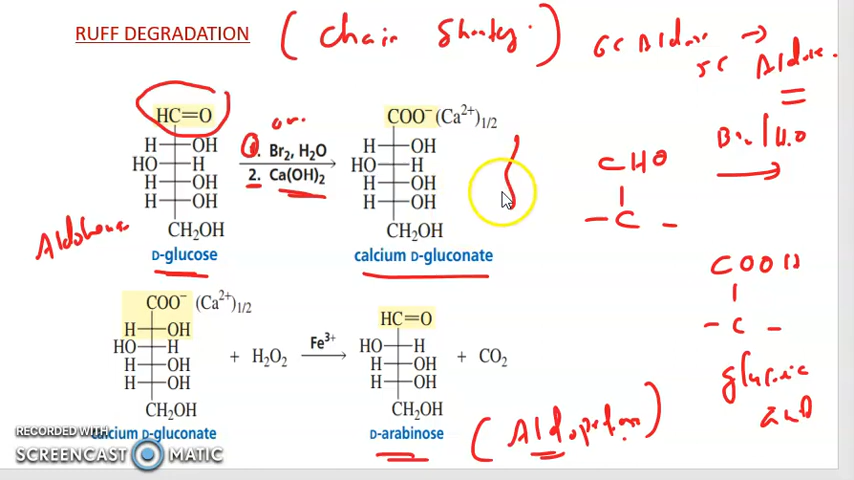 RUFF DEGRADATION
(Chain
6C Aldose →
5C Aldose.
HC=O
H OH
HO H
H OH
H OH
CH₂OH
D-glucose
Aldohexose
or
1. Br₂, H₂O
2. Ca(OH)₂
COO⁻(Ca²⁺)₁/₂
H OH
HO H
H OH
H OH
CH₂OH
calcium D-gluconate
Br₂/H₂O
CHO
– C –
COOH
– C –
gluconic
acid
COO⁻ (Ca²⁺)₁/₂
H OH
HO H
H OH
H OH
CH₂OH
calcium D-gluconate
+ H₂O₂
Fe³⁺
HC=O
HO H
H OH
H OH
CH₂OH
D-arabinose
+ CO₂
(Aldopentose)
RECORDED WITH
SCREENCAST MATIC